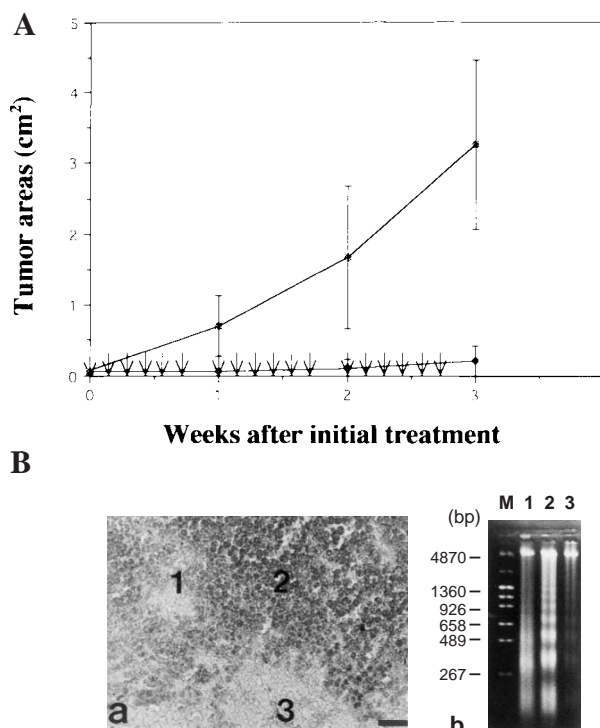 A
Tumor areas (cm²)
5
4
3
2
1
0
0 1 2 3
Weeks after initial treatment
B
1
2
3
a
M 1 2 3
(bp)
4870
1360
926
658
489
267
b